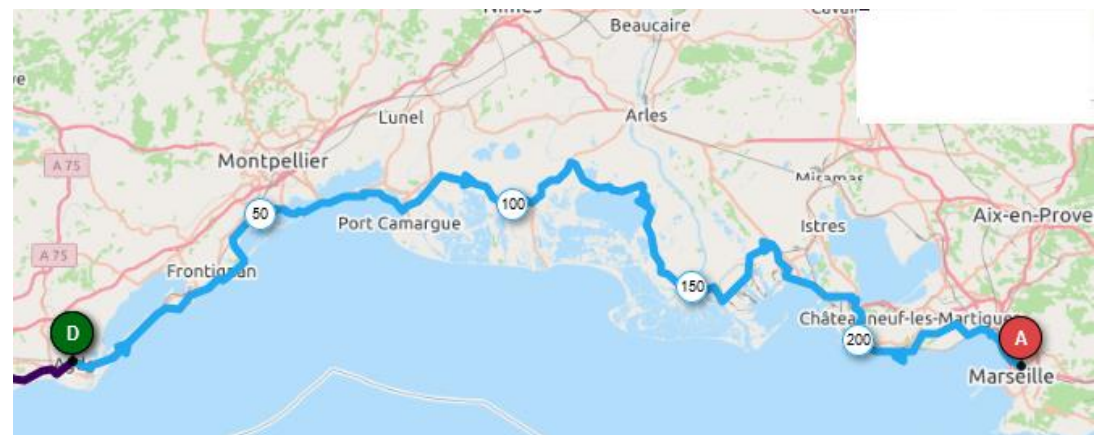 Beaucaire
Lunel
Arles
Montpellier
A 75
Miramas
50
100
Port Camargue
Istres
Aix-en-Prove
A 75
Frontignan
150
D
Châteauneuf-les-Martigues
200
A
Marseille